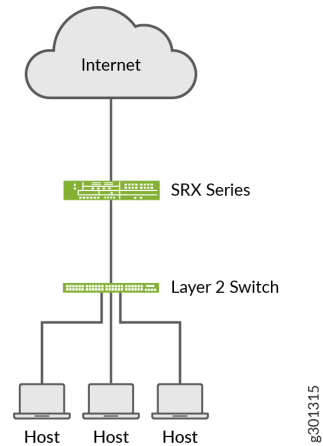 Internet
SRX Series
Layer 2 Switch
Host Host Host
g301315